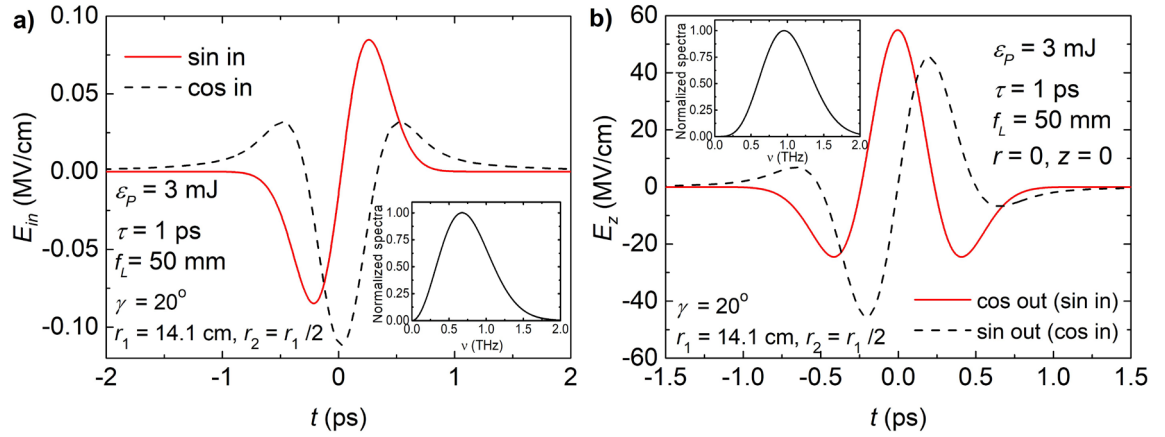 a)
sin in
cos in
E_in (MV/cm)
0.10
0.05
0.00
-0.05
-0.10
ε_P = 3 mJ
τ = 1 ps
f_L = 50 mm
γ = 20°
r_1 = 14.1 cm, r_2 = r_1 /2
Normalized spectra
1.00
0.75
0.50
0.25
0.00
0.0 0.5 1.0 1.5 2.0
ν (THz)
-2 -1 0 1 2
t (ps)
b)
E_z (MV/cm)
60
40
20
0
-20
-40
-60
Normalized spectra
1.00
0.75
0.50
0.25
0.00
0.0 0.5 1.0 1.5 2.0
ν (THz)
ε_P = 3 mJ
τ = 1 ps
f_L = 50 mm
r = 0, z = 0
γ = 20°
r_1 = 14.1 cm, r_2 = r_1 /2
cos out (sin in)
sin out (cos in)
-1.5 -1.0 -0.5 0.0 0.5 1.0 1.5
t (ps)